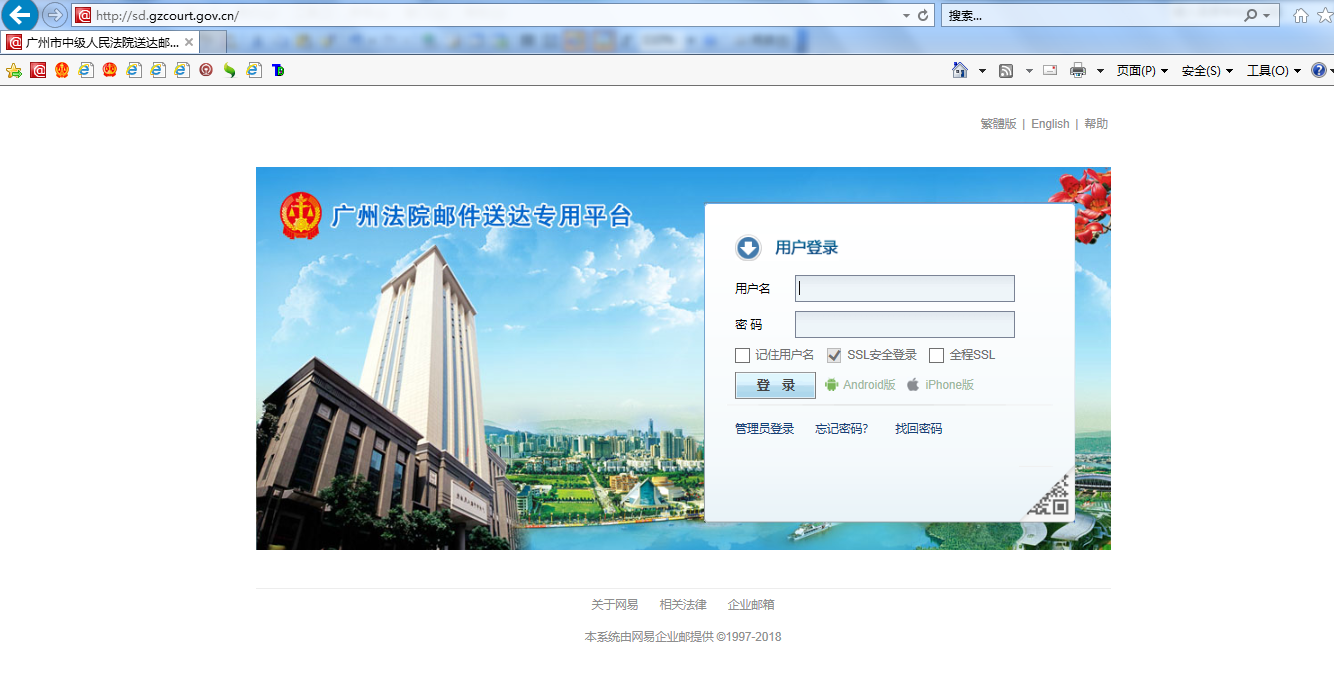 http://sd.gzcourt.gov.cn/
搜索...
广州市中级人民法院送达邮...
页面(P) 安全(S) 工具(O)
繁體版 | English | 帮助
广州法院邮件送达专用平台
用户登录
用户名
密 码
记住用户名 SSL安全登录 全程SSL
登 录 Android版 iPhone版
管理员登录 忘记密码? 找回密码
关于网易 相关法律 企业邮箱
本系统由网易企业邮提供 ©1997-2018